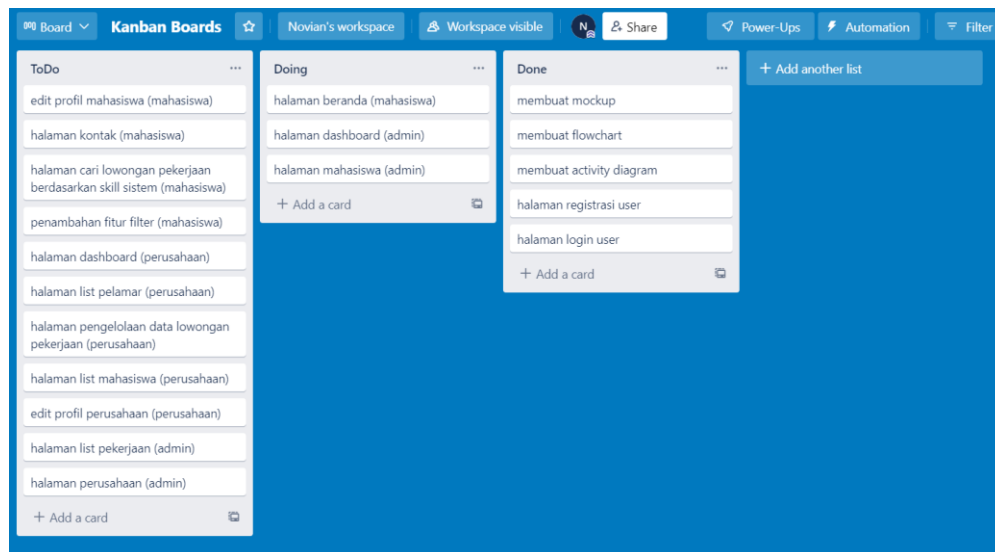 Board
Kanban Boards
Novian's workspace
Workspace visible
N
Share
Power-Ups
Automation
Filter
ToDo
edit profil mahasiswa (mahasiswa)
halaman kontak (mahasiswa)
halaman cari lowongan pekerjaan
berdasarkan skill sistem (mahasiswa)
penambahan fitur filter (mahasiswa)
halaman dashboard (perusahaan)
halaman list pelamar (perusahaan)
halaman pengelolaan data lowongan
pekerjaan (perusahaan)
halaman list mahasiswa (perusahaan)
edit profil perusahaan (perusahaan)
halaman list pekerjaan (admin)
halaman perusahaan (admin)
+ Add a card
Doing
halaman beranda (mahasiswa)
halaman dashboard (admin)
halaman mahasiswa (admin)
+ Add a card
Done
membuat mockup
membuat flowchart
membuat activity diagram
halaman registrasi user
halaman login user
+ Add a card
+ Add another list